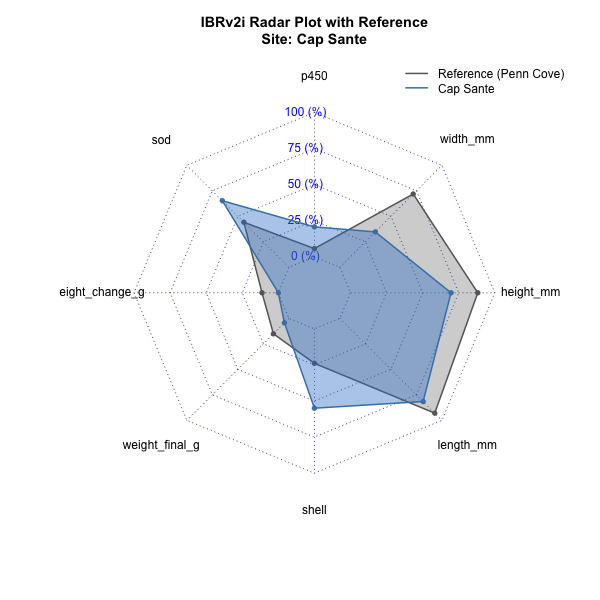 IBRv2i Radar Plot with Reference
Site: Cap Sante
p450
Reference (Penn Cove)
Cap Sante
100 (%)
sod
width_mm
75 (%)
50 (%)
25 (%)
0 (%)
eight_change_g
height_mm
weight_final_g
length_mm
shell